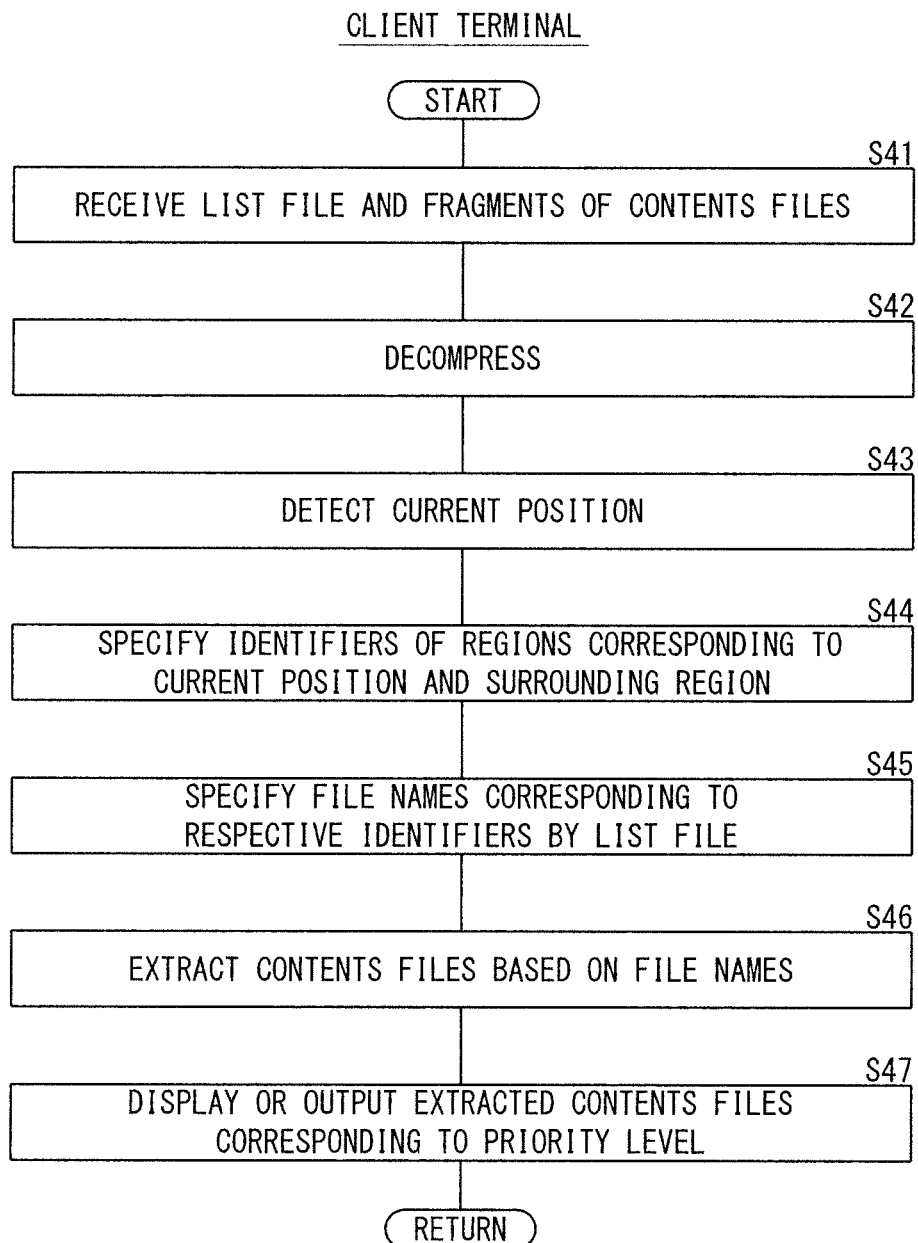 CLIENT TERMINAL
START
S41
RECEIVE LIST FILE AND FRAGMENTS OF CONTENTS FILES
S42
DECOMPRESS
S43
DETECT CURRENT POSITION
S44
SPECIFY IDENTIFIERS OF REGIONS CORRESPONDING TO
CURRENT POSITION AND SURROUNDING REGION
S45
SPECIFY FILE NAMES CORRESPONDING TO
RESPECTIVE IDENTIFIERS BY LIST FILE
S46
EXTRACT CONTENTS FILES BASED ON FILE NAMES
S47
DISPLAY OR OUTPUT EXTRACTED CONTENTS FILES
CORRESPONDING TO PRIORITY LEVEL
RETURN